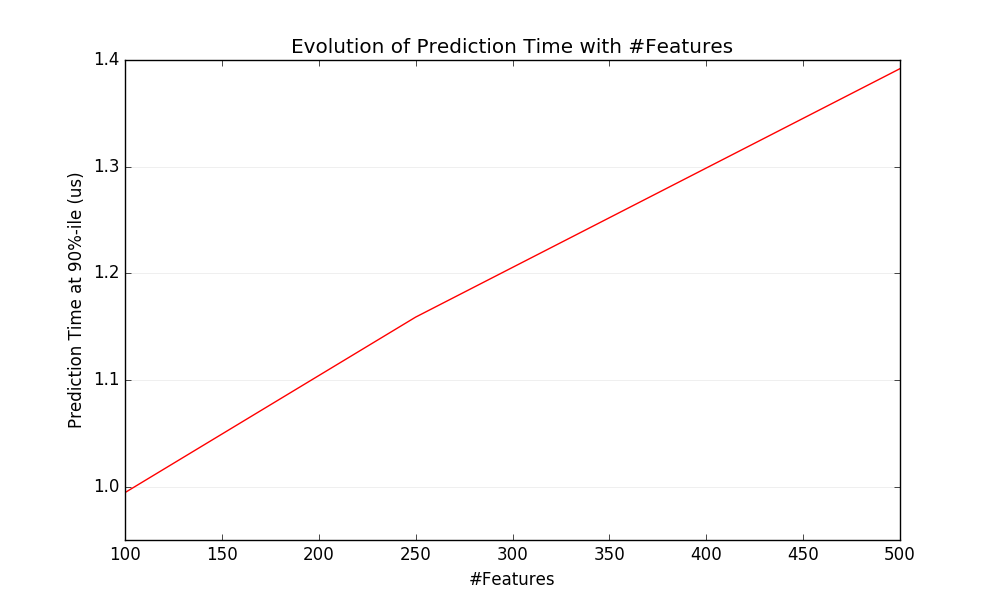 Evolution of Prediction Time with #Features
1.4
1.3
1.2
1.1
1.0
Prediction Time at 90%-ile (us)
100 150 200 250 300 350 400 450 500
#Features